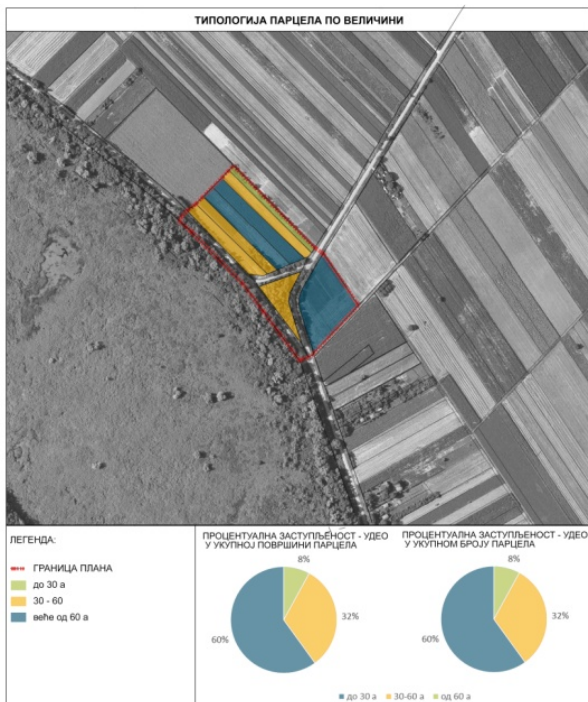 ТИПОЛОГИЈА ПАРЦЕЛА ПО ВЕЛИЧИНИ
ЛЕГЕНДА:
ГРАНИЦА ПЛАНА
до 30 а
30 - 60
веће од 60 а
ПРОЦЕНТУАЛНА ЗАСТУПЉЕНОСТ - УДЕО
У УКУПНОЈ ПОВРШИНИ ПАРЦЕЛА
8%
32%
60%
ПРОЦЕНТУАЛНА ЗАСТУПЉЕНОСТ - УДЕО
У УКУПНОМ БРОЈУ ПАРЦЕЛА
8%
32%
60%
до 30 а
30-60 а
од 60 а